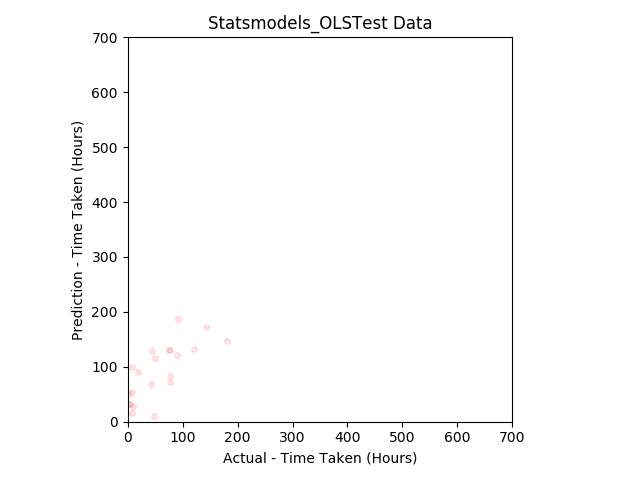 Statsmodels_OLSTest Data
700
600
500
400
300
200
100
0
Prediction - Time Taken (Hours)
0 100 200 300 400 500 600 700
Actual - Time Taken (Hours)